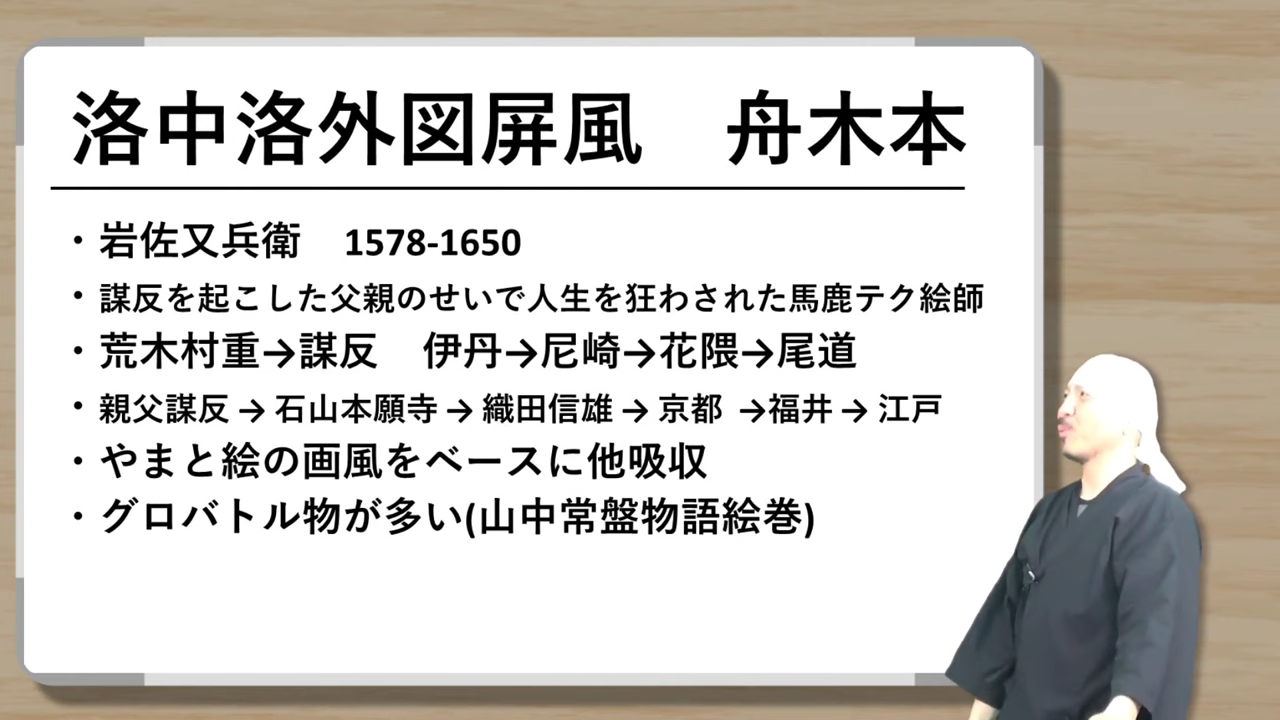 洛中洛外図屏風　舟木本
・岩佐又兵衛　1578-1650
・謀反を起こした父親のせいで人生を狂わされた馬鹿テク絵師
・荒木村重→謀反　伊丹→尼崎→花隈→尾道
・親父謀反 → 石山本願寺 → 織田信雄 → 京都 →福井 → 江戸
・やまと絵の画風をベースに他吸収
・グロバトル物が多い(山中常盤物語絵巻)